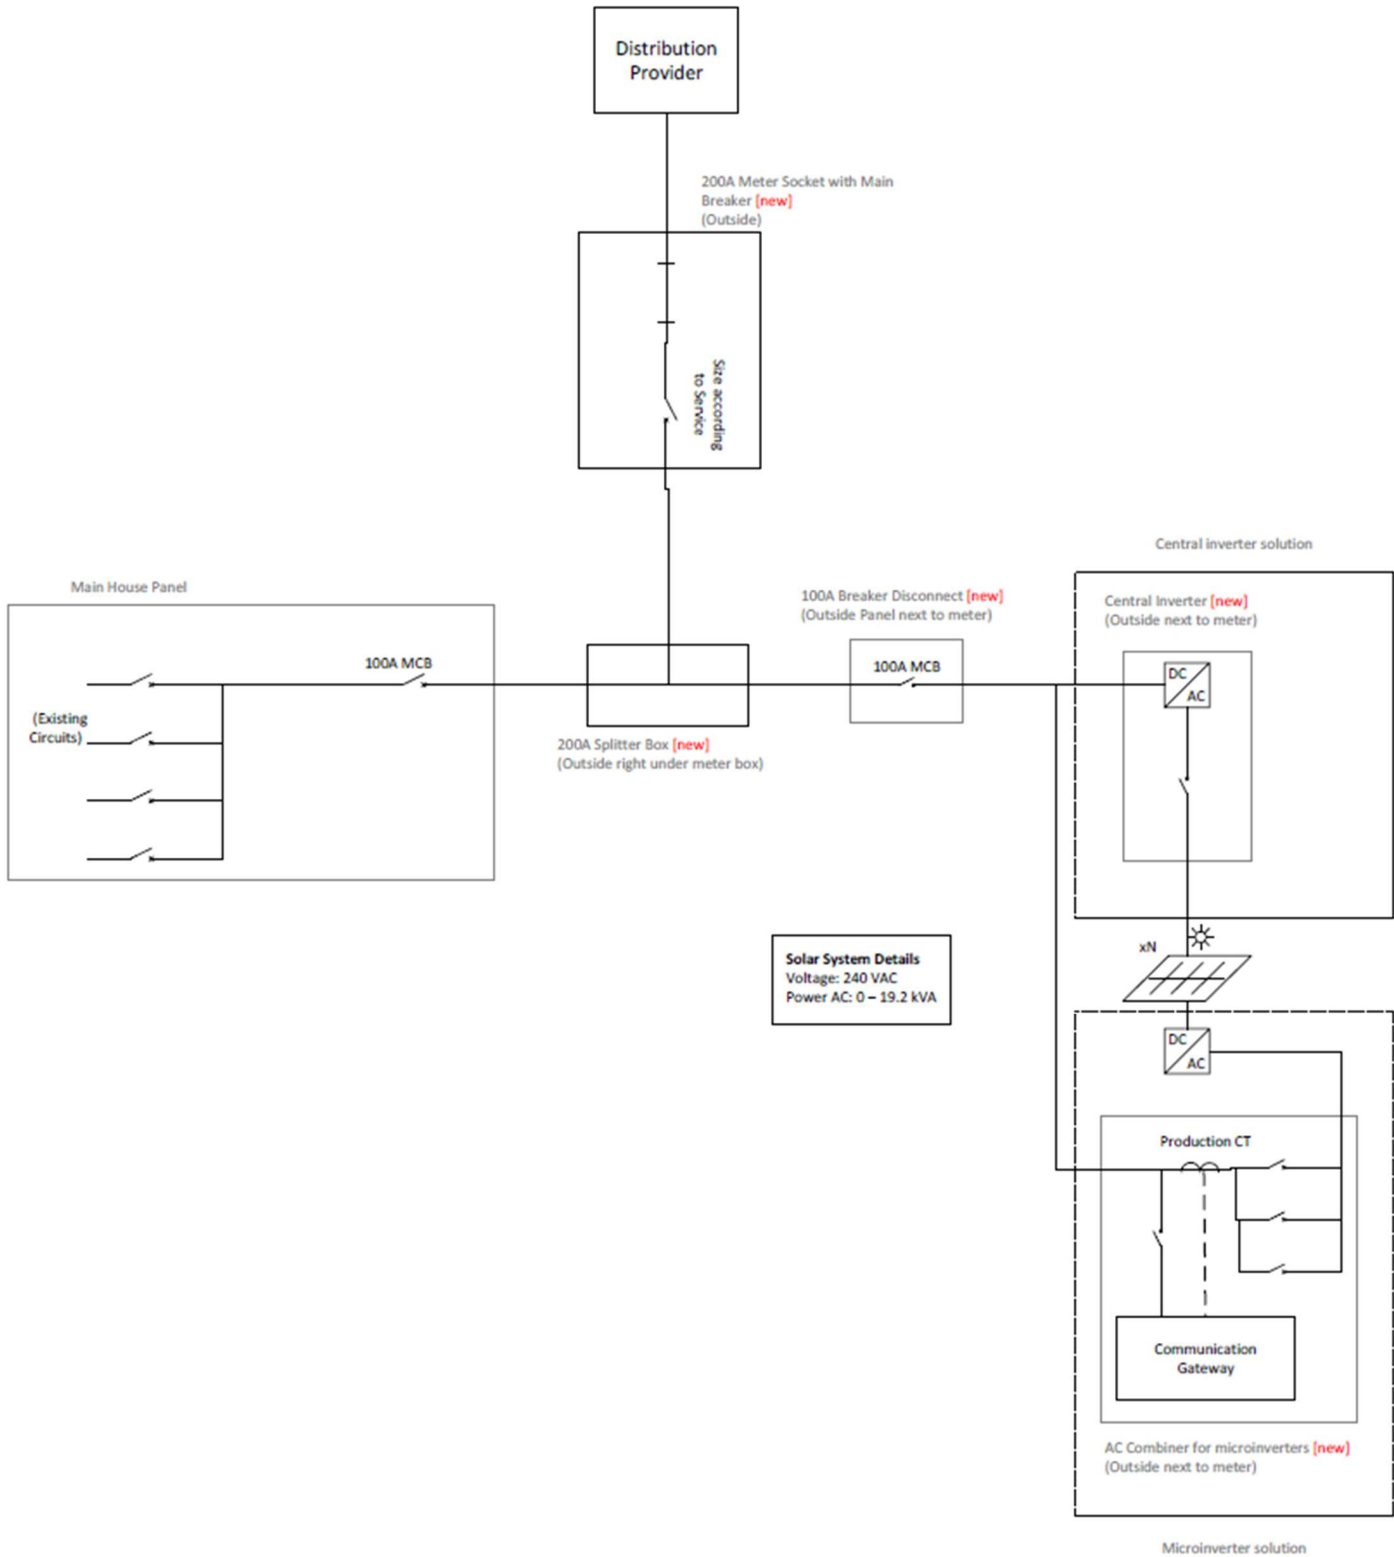 Distribution
Provider
200A Meter Socket with Main
Breaker [new]
(Outside)
Size according
to Service
Central inverter solution
Main House Panel
100A Breaker Disconnect [new]
(Outside Panel next to meter)
Central Inverter [new]
(Outside next to meter)
100A MCB
100A MCB
DC
AC
(Existing
Circuits)
200A Splitter Box [new]
(Outside right under meter box)
xN
Solar System Details
Voltage: 240 VAC
Power AC: 0 – 19.2 kVA
DC
AC
Production CT
Communication
Gateway
AC Combiner for microinverters [new]
(Outside next to meter)
Microinverter solution